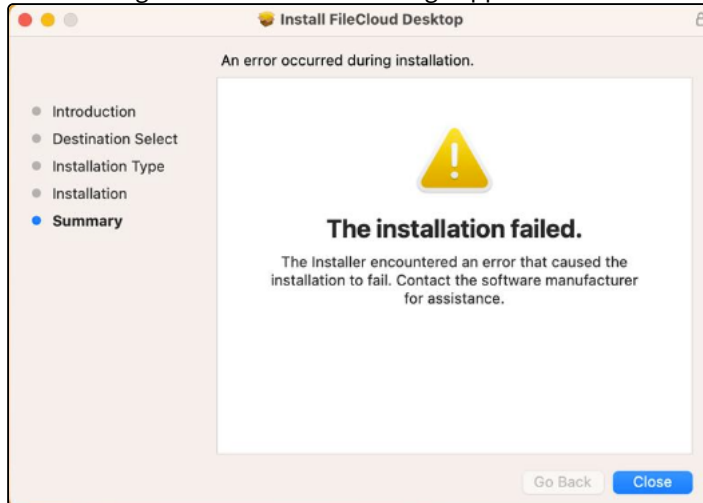 Install FileCloud Desktop
An error occurred during installation.
Introduction
Destination Select
Installation Type
Installation
Summary
The installation failed.
The Installer encountered an error that caused the
installation to fail. Contact the software manufacturer
for assistance.
Go Back Close